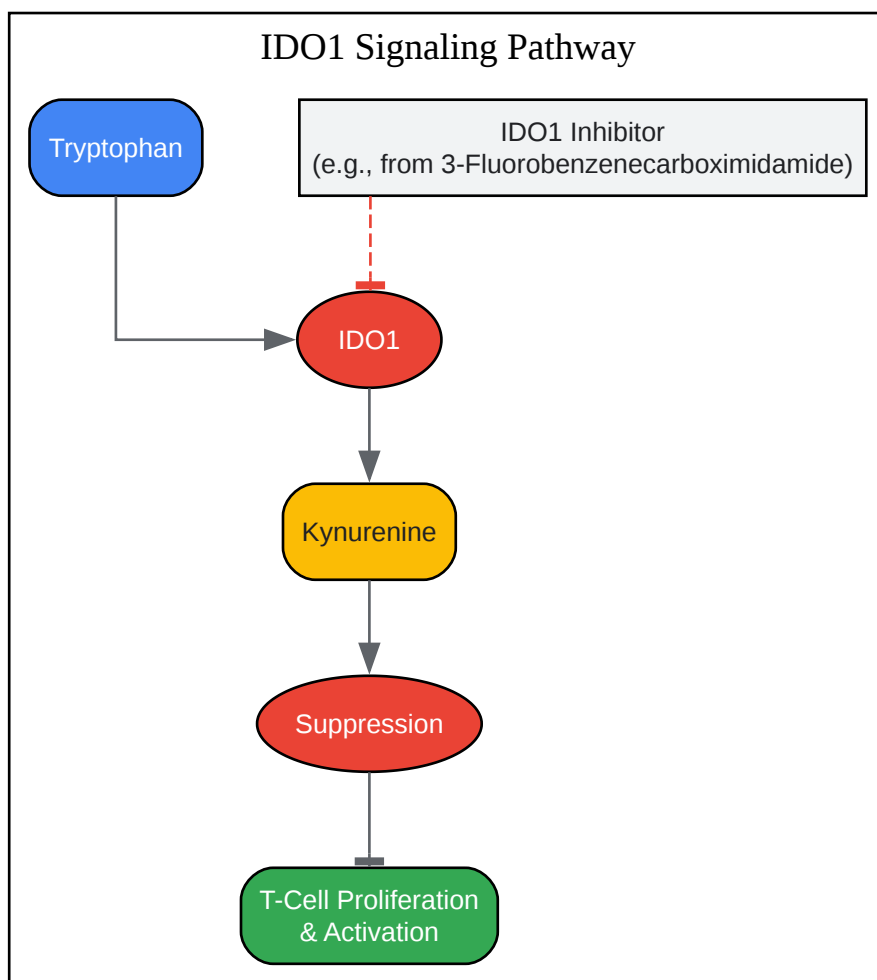 IDO1 Signaling Pathway
Tryptophan
IDO1 Inhibitor
(e.g., from 3-Fluorobenzenecarboximidamide)
IDO1
Kynurenine
Suppression
T-Cell Proliferation
& Activation